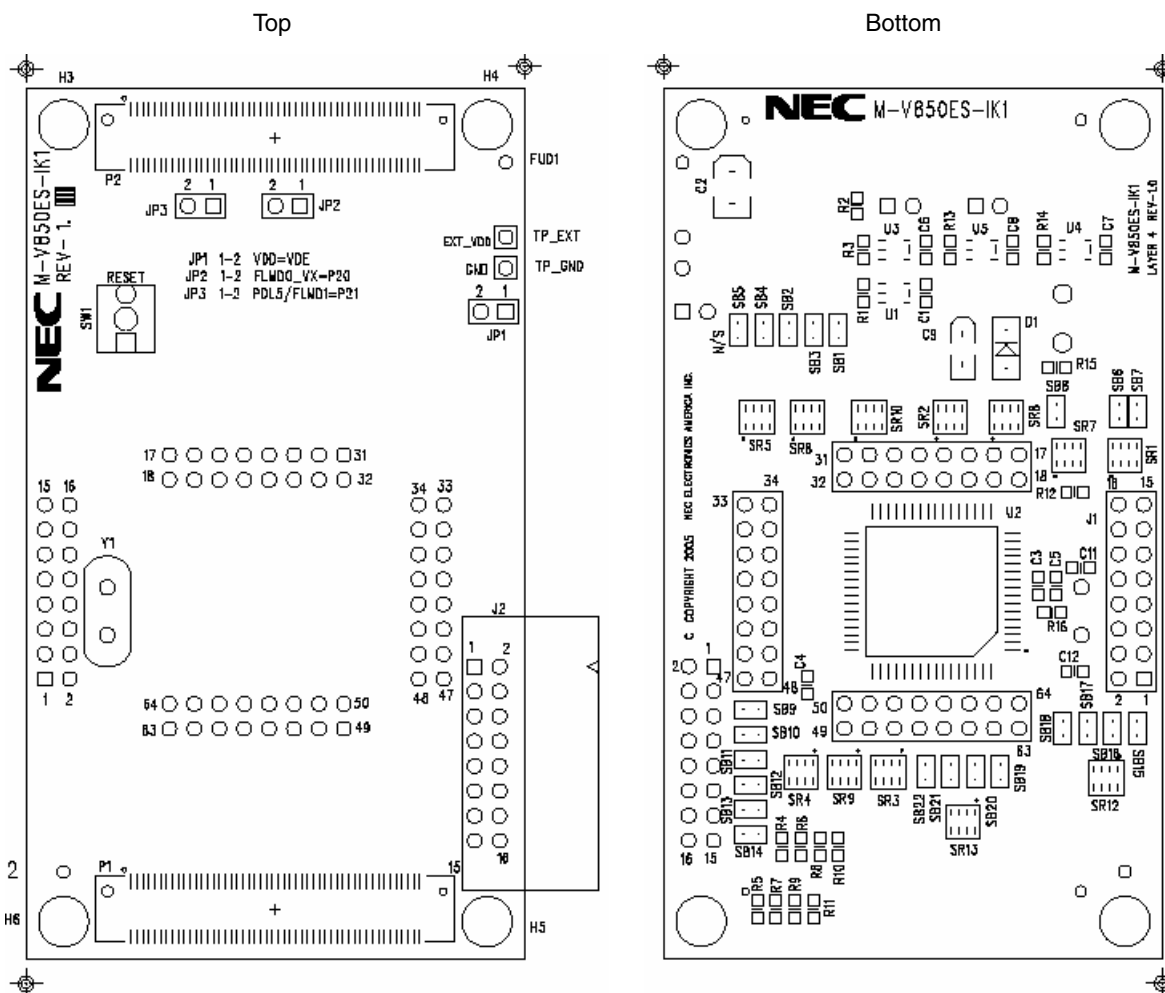 Top
Bottom
H3
H4
P2
FUD1
NEC
M-V850ES-IK1
REV- 1.
2 1
JP3
2 1
JP2
EXT_VDD
TP_EXT
GND
TP_GND
JP1 1-2 VDD=VDE
JP2 1-2 FLMD0_VX=P20
JP3 1-2 PDL5/FLMD1=P21
2 1
JP1
RESET
SW1
17 31
18 32
15 16
34 33
Y1
J2
1 2
1 2
48 47
64 50
63 49
16
2
P1
15
H6
H5
NEC M-V850ES-IK1
C2
M-V850ES-IK1
LAYER 4 REV-1.0
R2
R3
U3
C6
R13
U5
C8
R14
U4
C7
R1
U1
C1
N/S
SB5
SB4
SB2
SB3
SB1
C9
D1
R15
SB8
SB6
SB7
C COPYRIGHT 2005 NEC ELECTRONICS AMERICA INC.
SR5
SR6
SR10
SR2
SR8
SR7
SR1
31 17
32 18
R12
16 15
33 34
U2
J1
C3
C5
C11
R16
C12
2 1
47
48
C4
50 64
49 63
SB9
SB10
SB11
SB12
SB13
SB14
SB18
SB17
2 1
SB16
SB15
SR4
SR9
SR3
SB22
SB21
SB20
SB19
SR12
SR13
R4
R6
R8
R10
16 15
R5
R7
R9
R11